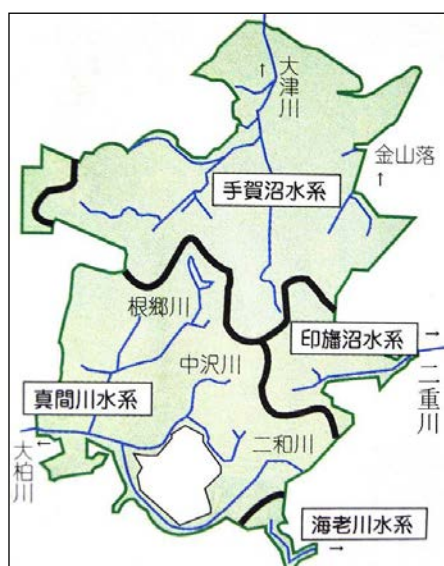 大津川
↑
金山落
↑
手賀沼水系
根郷川
印旛沼水系
→
中沢川
二重川
真間川水系
二和川
大柏川
←
海老川水系
→